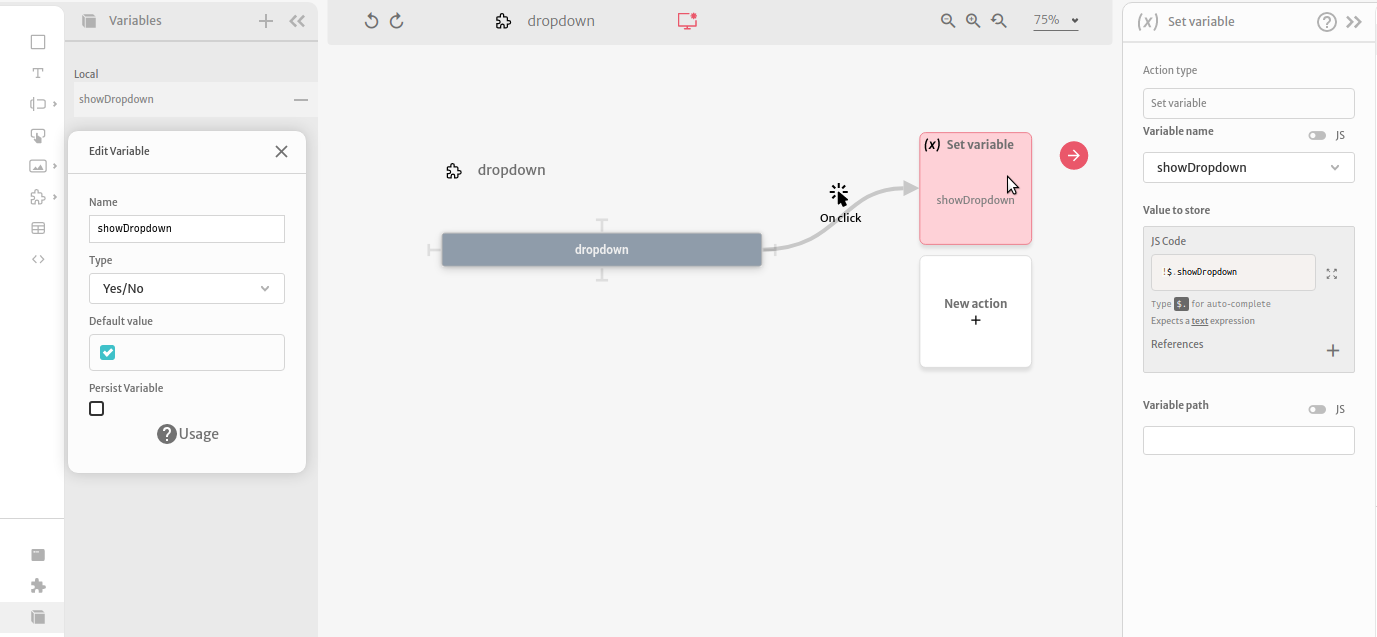 Variables
Local
showDropdown
Edit Variable
Name
showDropdown
Type
Yes/No
Default value
Persist Variable
?Usage
dropdown
75%
dropdown
dropdown
On click
(x) Set variable
showDropdown
New action
+
(x) Set variable
?
Action type
Set variable
Variable name
JS
showDropdown
Value to store
JS Code
!$.showDropdown
Type $. for auto-complete
Expects a text expression
References
Variable path
JS
T